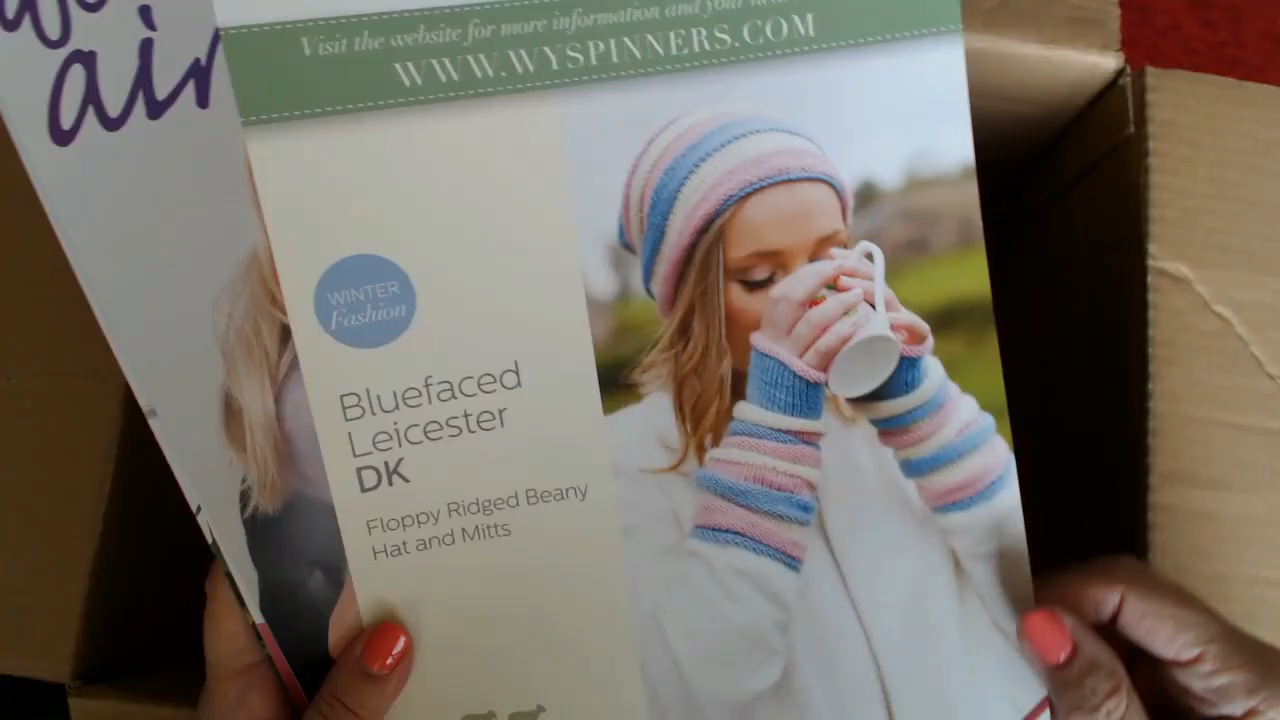 air
Visit the website for more information and your
WWW.WYSPINNERS.COM
WINTER
Fashion
Bluefaced
Leicester
DK
Floppy Ridged Beany
Hat and Mitts